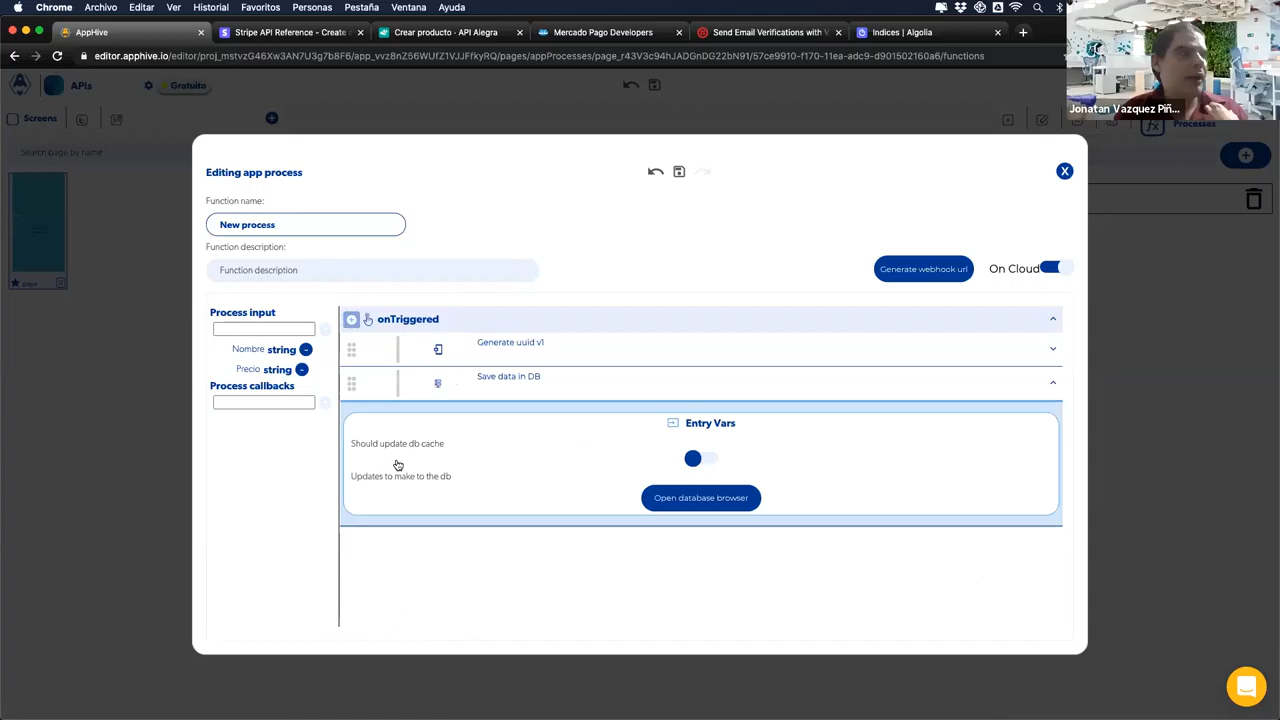 Chrome Archivo Editar Ver Historial Favoritos Personas Pestaña Ventana Ayuda
AppHive
Stripe API Reference - Create
Crear producto · API Alegra
Mercado Pago Developers
Send Email Verifications with
Indices | Algolia
editor.apphive.io/editor/proj_mstvzG46Xw3AN7U3g7b8F6/app_vvz8nZ56WUfZ1VJJFfkyRQ/pages/appProcesses/page_r43V3c94hJADGnDG22bN91/57ce9910-f170-11ea-adc9-d901502160a6/functions
Jonatan Vazquez Piñ...
APIs
Gratuito
Screens
Processes
Search page by name
page
Editing app process
X
Function name:
New process
Function description:
Function description
Generate webhook url
On Cloud
Process input
Nombre string
Precio string
Process callbacks
onTriggered
Generate uuid v1
Save data in DB
Entry Vars
Should update db cache
Updates to make to the db
Open database browser